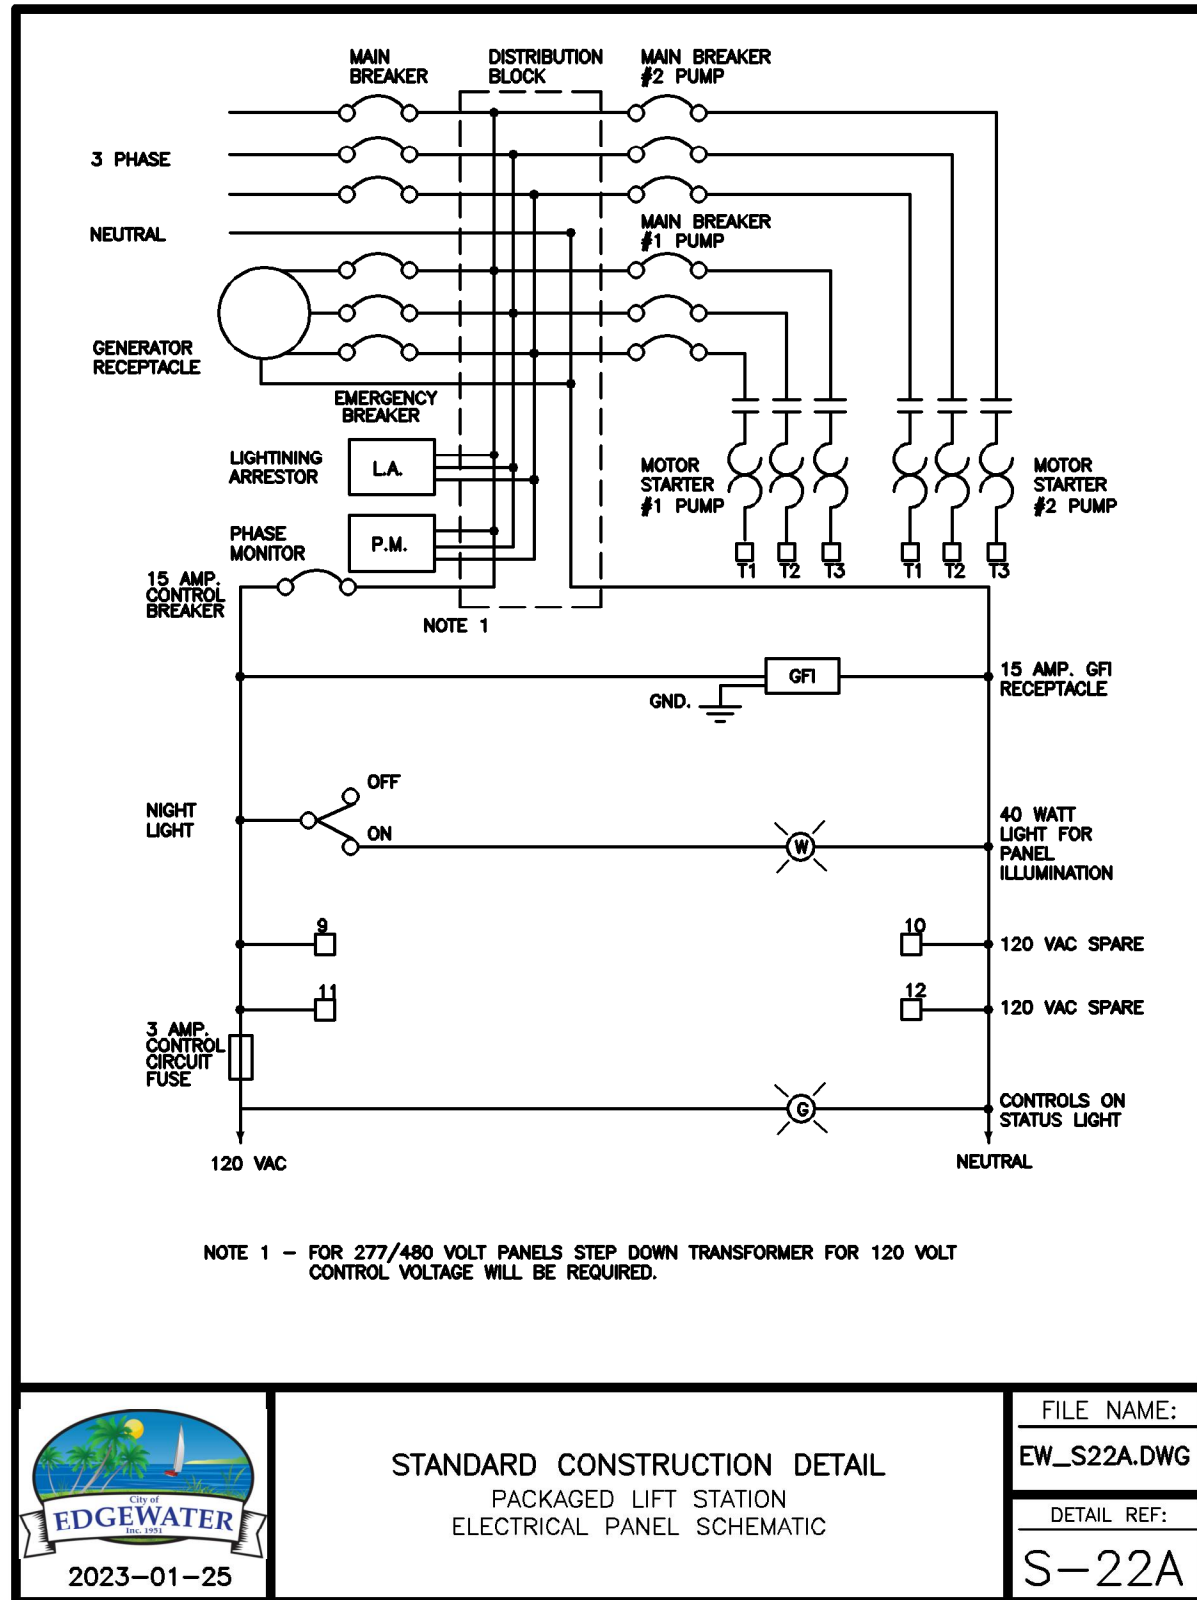 MAIN
BREAKER
DISTRIBUTION
BLOCK
MAIN BREAKER
#2 PUMP
3 PHASE
NEUTRAL
MAIN BREAKER
#1 PUMP
GENERATOR
RECEPTACLE
EMERGENCY
BREAKER
LIGHTINING
ARRESTOR
L.A.
MOTOR
STARTER
#1 PUMP
MOTOR
STARTER
#2 PUMP
PHASE
MONITOR
P.M.
T1 T2 T3 T1 T2 T3
15 AMP.
CONTROL
BREAKER
NOTE 1
GFI
GND.
15 AMP. GFI
RECEPTACLE
OFF
NIGHT
LIGHT
ON
W
40 WATT
LIGHT FOR
PANEL
ILLUMINATION
9
10
120 VAC SPARE
11
12
120 VAC SPARE
3 AMP.
CONTROL
CIRCUIT
FUSE
G
CONTROLS ON
STATUS LIGHT
120 VAC
NEUTRAL
NOTE 1 - FOR 277/480 VOLT PANELS STEP DOWN TRANSFORMER FOR 120 VOLT
CONTROL VOLTAGE WILL BE REQUIRED.
City of
EDGEWATER
Inc. 1951
2023-01-25
STANDARD CONSTRUCTION DETAIL
PACKAGED LIFT STATION
ELECTRICAL PANEL SCHEMATIC
FILE NAME:
EW_S22A.DWG
DETAIL REF:
S-22A